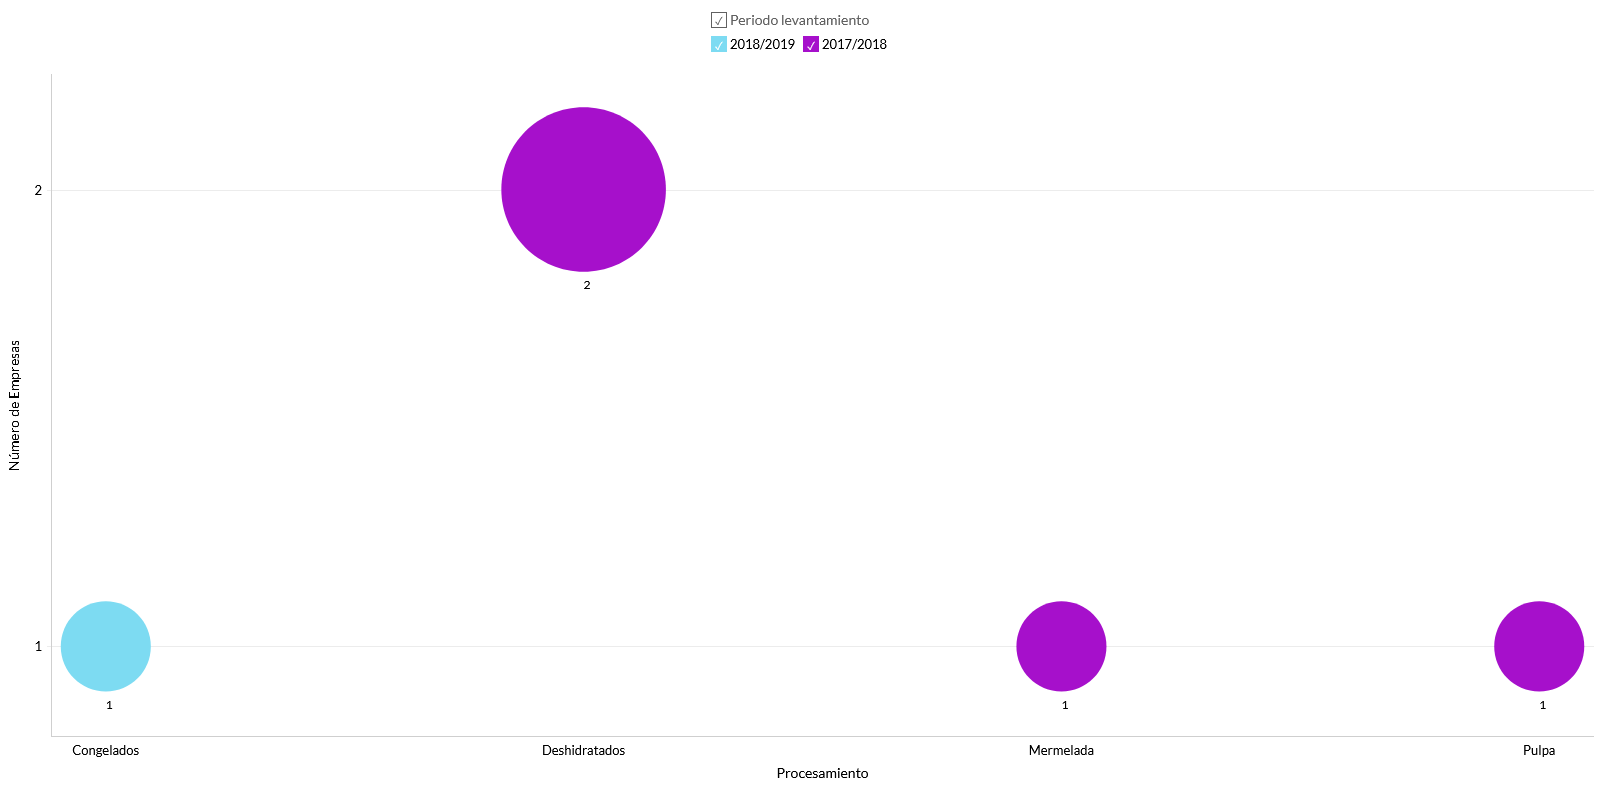 Periodo levantamiento
2018/2019 2017/2018
Número de Empresas
2
2
1
1
1
1
Congelados Deshidratados Mermelada Pulpa
Procesamiento